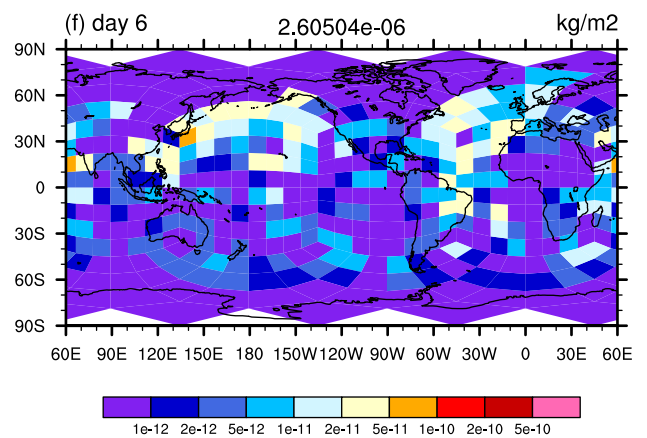 (f) day 6 2.60504e-06 kg/m2
90N
60N
30N
0
30S
60S
90S
60E 90E 120E 150E 180 150W 120W 90W 60W 30W 0 30E 60E
1e-12 2e-12 5e-12 1e-11 2e-11 5e-11 1e-10 2e-10 5e-10